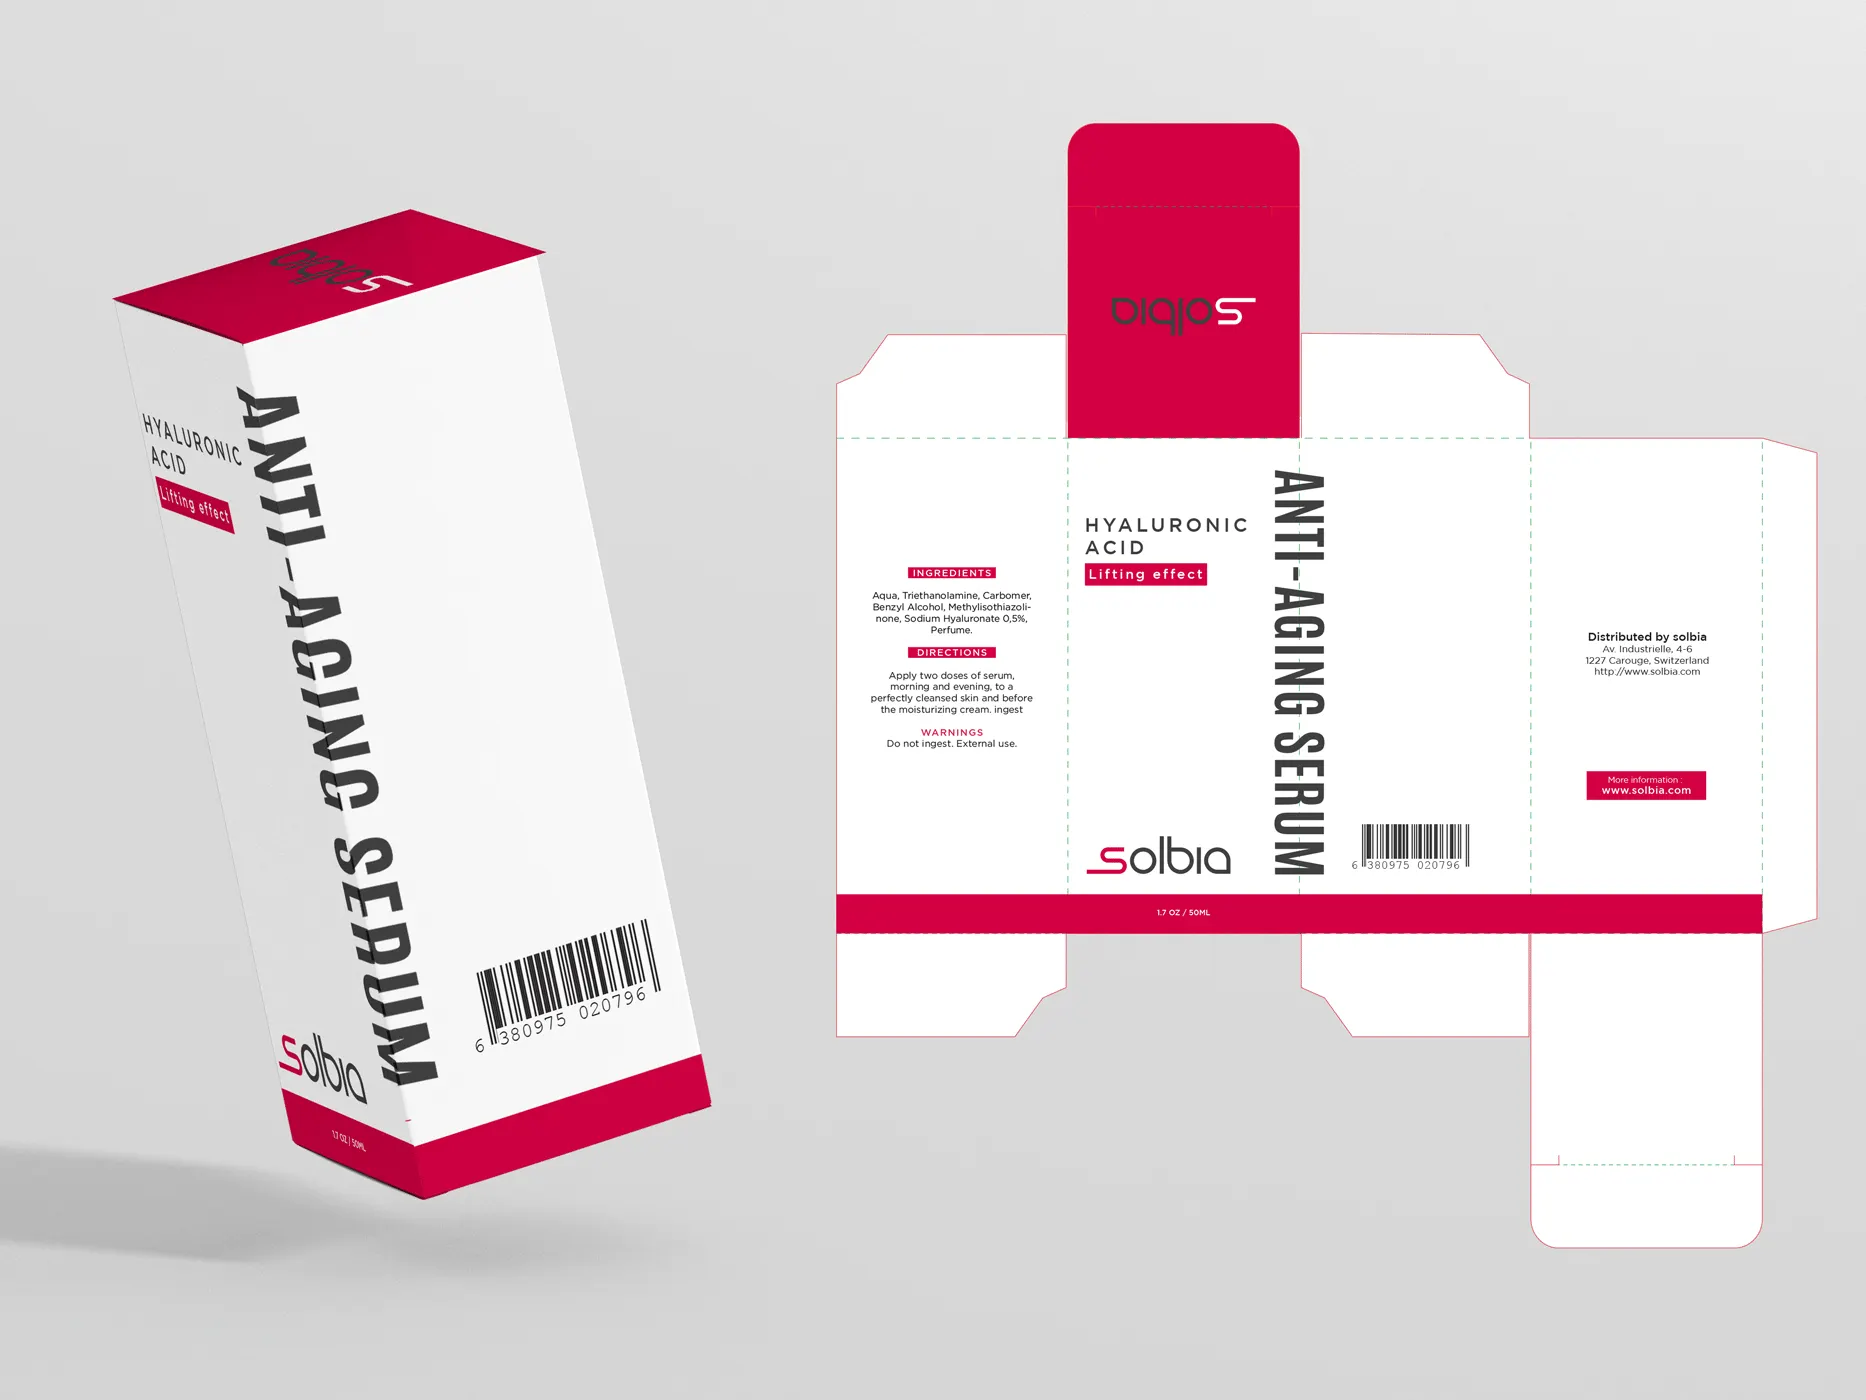 solbia
HYALURONIC
ACID
Lifting effect
ANTI-AGING SERUM
solbia
1.7 OZ / 50ML
6 380975 020796
solbia
INGREDIENTS
Aqua, Triethanolamine, Carbomer,
Benzyl Alcohol, Methylisothiazoli-
none, Sodium Hyaluronate 0,5%,
Perfume.
DIRECTIONS
Apply two doses of serum,
morning and evening, to a
perfectly cleansed skin and before
the moisturizing cream. ingest
WARNINGS
Do not ingest. External use.
HYALURONIC
ACID
Lifting effect
solbia
1.7 OZ / 50ML
ANTI-AGING SERUM
6 380975 020796
Distributed by solbia
Av. Industrielle, 4-6
1227 Carouge, Switzerland
http://www.solbia.com
More information :
www.solbia.com